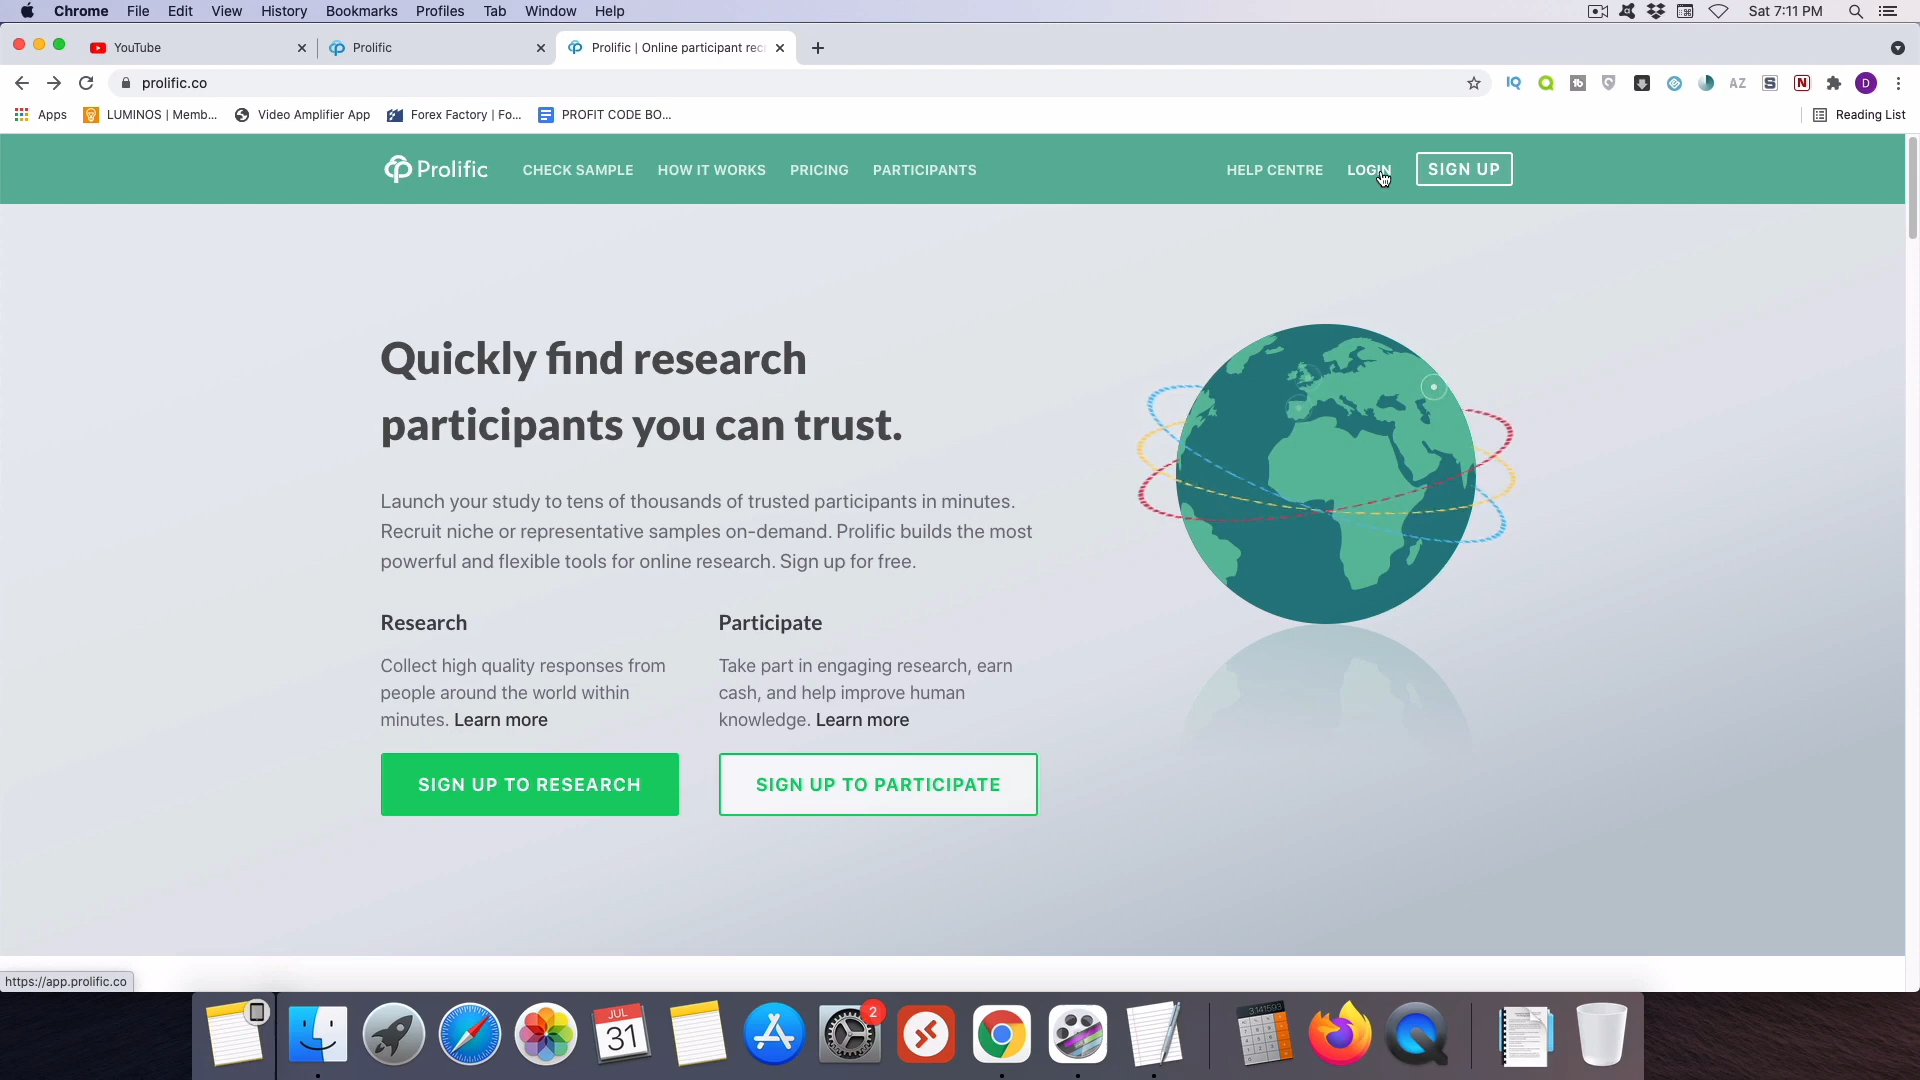 Chrome File Edit View History Bookmarks Profiles Tab Window Help Sat 7:11 PM
YouTube Prolific Prolific | Online participant rec
prolific.co
Apps LUMINOS | Memb... Video Amplifier App Forex Factory | Fo... PROFIT CODE BO... Reading List
Prolific CHECK SAMPLE HOW IT WORKS PRICING PARTICIPANTS HELP CENTRE LOGIN SIGN UP
Quickly find research
participants you can trust.
Launch your study to tens of thousands of trusted participants in minutes.
Recruit niche or representative samples on-demand. Prolific builds the most
powerful and flexible tools for online research. Sign up for free.
Research
Collect high quality responses from
people around the world within
minutes. Learn more
SIGN UP TO RESEARCH
Participate
Take part in engaging research, earn
cash, and help improve human
knowledge. Learn more
SIGN UP TO PARTICIPATE
https://app.prolific.co
JUL
31
2